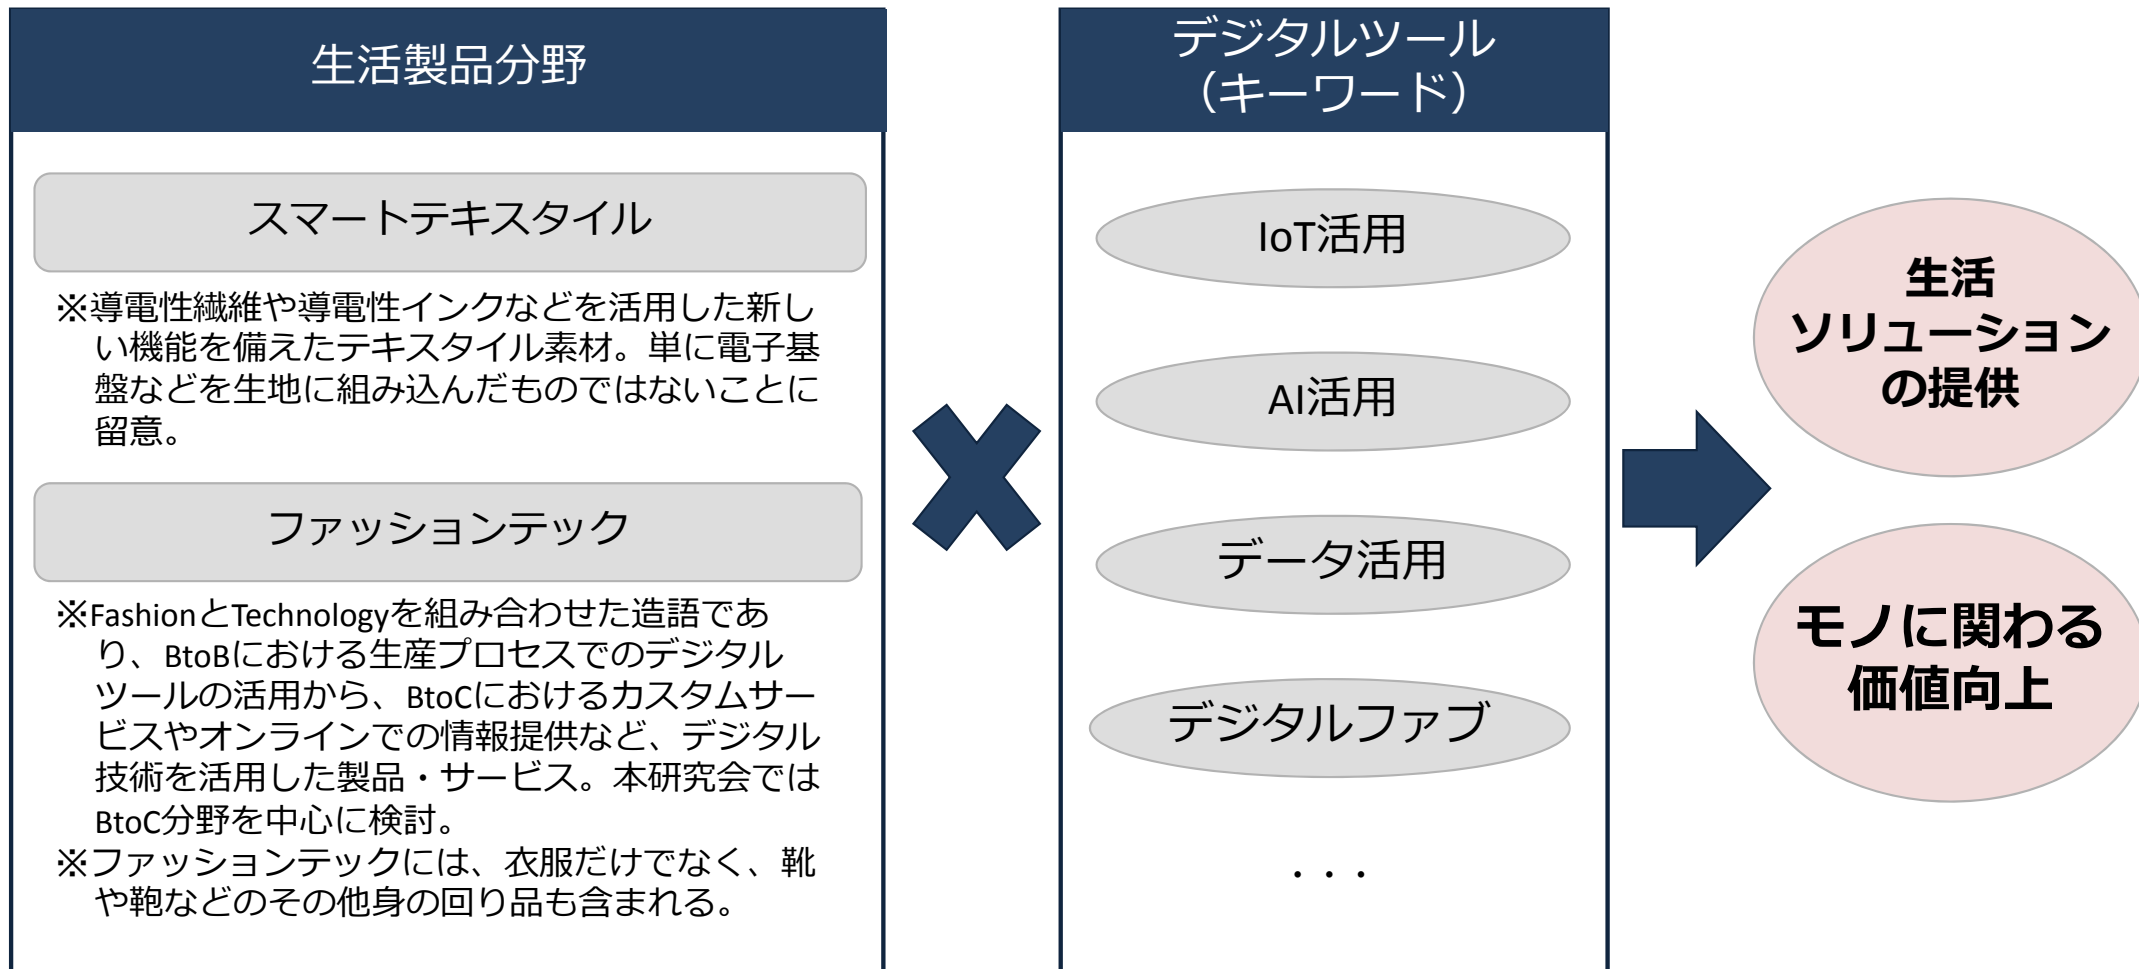 生活製品分野
スマートテキスタイル
※導電性繊維や導電性インクなどを活用した新し
い機能を備えたテキスタイル素材。単に電子基
盤などを生地に組み込んだものではないことに
留意。
ファッションテック
※FashionとTechnologyを組み合わせた造語であ
り、BtoBにおける生産プロセスでのデジタル
ツールの活用から、BtoCにおけるカスタムサー
ビスやオンラインでの情報提供など、デジタル
技術を活用した製品・サービス。本研究会では
BtoC分野を中心に検討。
※ファッションテックには、衣服だけでなく、靴
や鞄などのその他身の回り品も含まれる。
デジタルツール
（キーワード）
IoT活用
AI活用
データ活用
デジタルファブ
・・・
生活
ソリューション
の提供
モノに関わる
価値向上